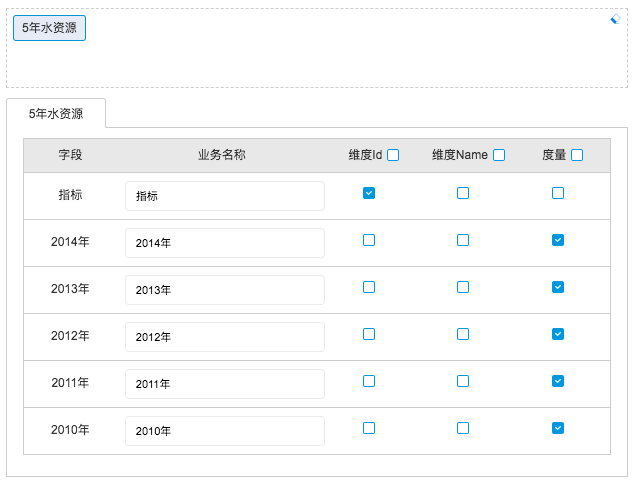 5年水资源
5年水资源
字段 业务名称 维度Id 维度Name 度量
指标 指标
2014年 2014年
2013年 2013年
2012年 2012年
2011年 2011年
2010年 2010年